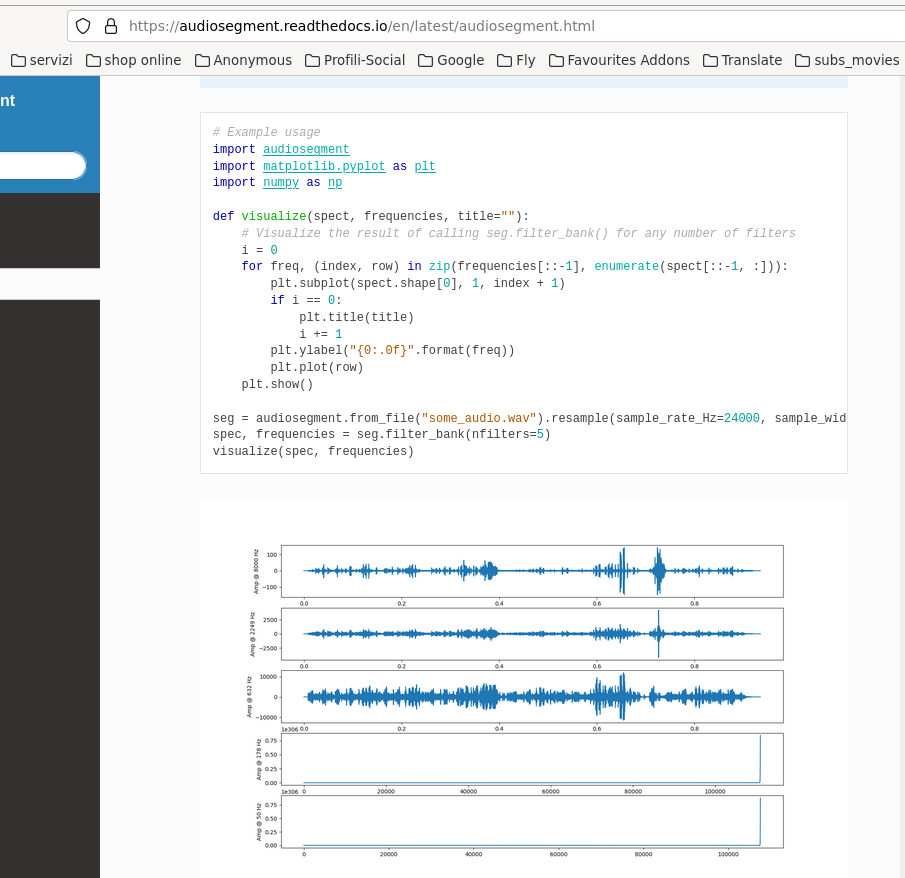 https://audiosegment.readthedocs.io/en/latest/audiosegment.html
servizi shop online Anonymous Profili-Social Google Fly Favourites Addons Translate subs_movies
nt
# Example usage
import audiosegment
import matplotlib.pyplot as plt
import numpy as np
def visualize(spect, frequencies, title=""):
    # Visualize the result of calling seg.filter_bank() for any number of filters
    i = 0
    for freq, (index, row) in zip(frequencies[::-1], enumerate(spect[::-1, :])):
        plt.subplot(spect.shape[0], 1, index + 1)
        if i == 0:
            plt.title(title)
            i += 1
        plt.ylabel("{0:.0f}".format(freq))
        plt.plot(row)
    plt.show()
seg = audiosegment.from_file("some_audio.wav").resample(sample_rate_Hz=24000, sample_wid
spec, frequencies = seg.filter_bank(nfilters=5)
visualize(spec, frequencies)
Amp @ 8000 Hz
100
0
−100
0.0 0.2 0.4 0.6 0.8
Amp @ 2249 Hz
2500
0
−2500
0.0 0.2 0.4 0.6 0.8
Amp @ 632 Hz
10000
0
−10000
0.0 0.2 0.4 0.6 0.8
1e306
Amp @ 178 Hz
0.75
0.50
0.25
0.00
0 20000 40000 60000 80000 100000
1e306
Amp @ 50 Hz
0.75
0.50
0.25
0.00
0 20000 40000 60000 80000 100000